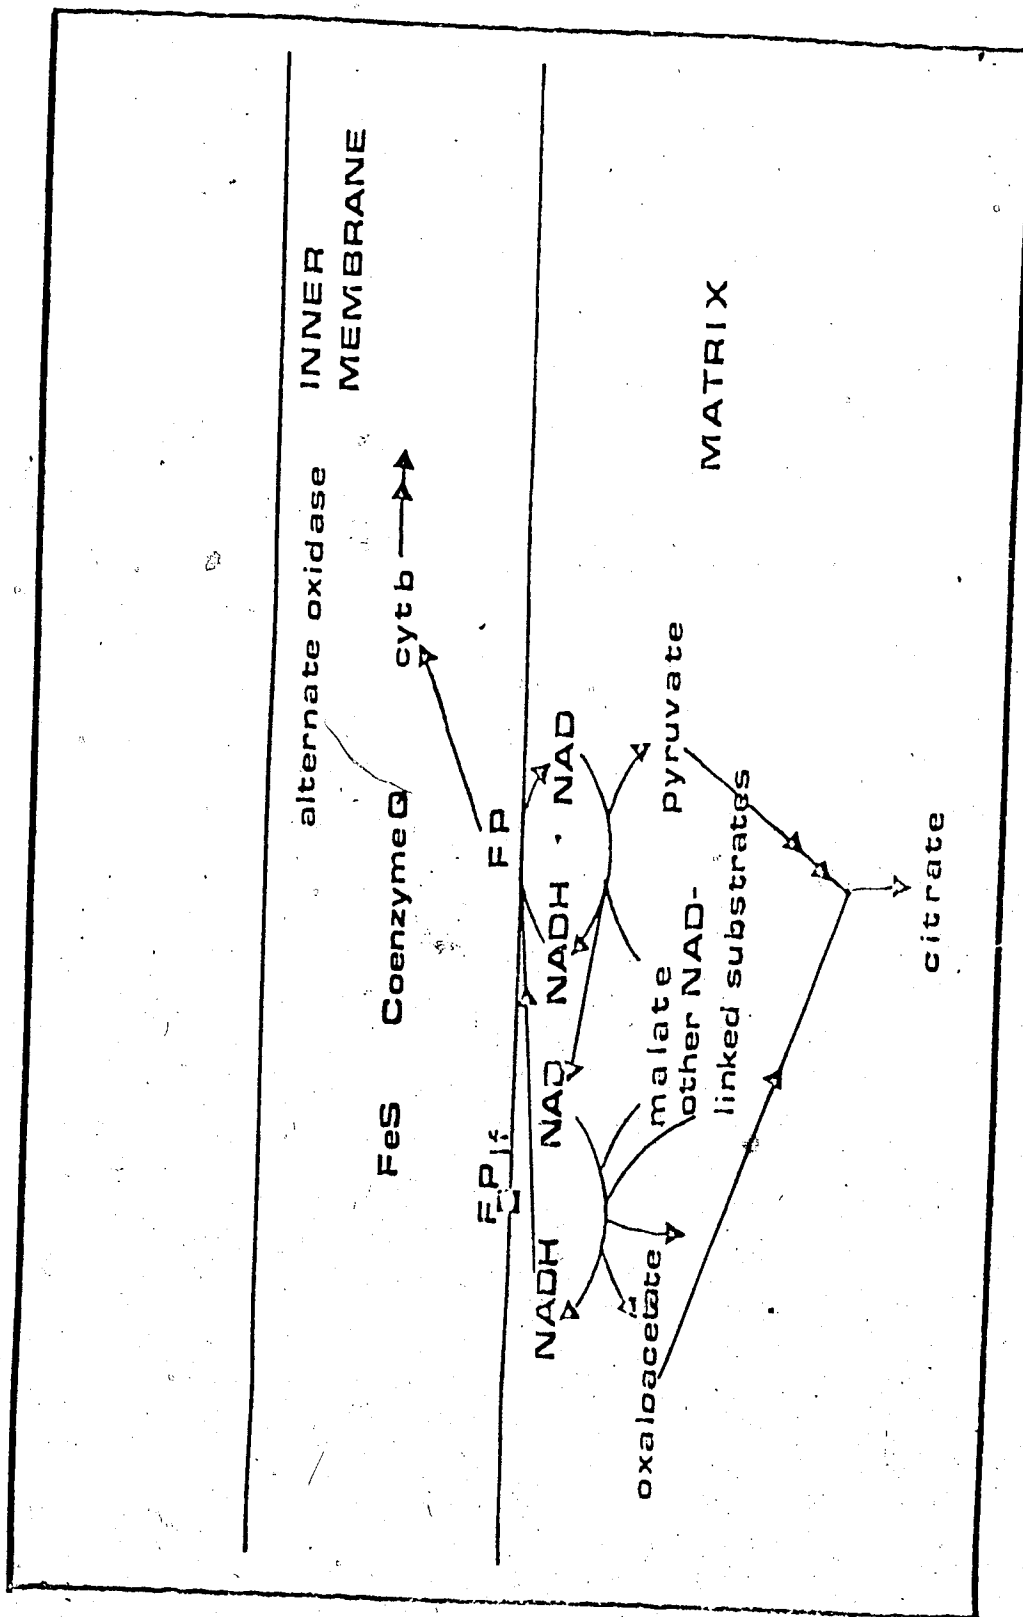 alternate oxidase
INNER
MEMBRANE
FeS
Coenzyme Q
cyt b
FP
FP
NADH
NAD
NADH
NAD
MATRIX
oxaloacetate
malate
other NAD-
linked substrates
pyruvate
citrate